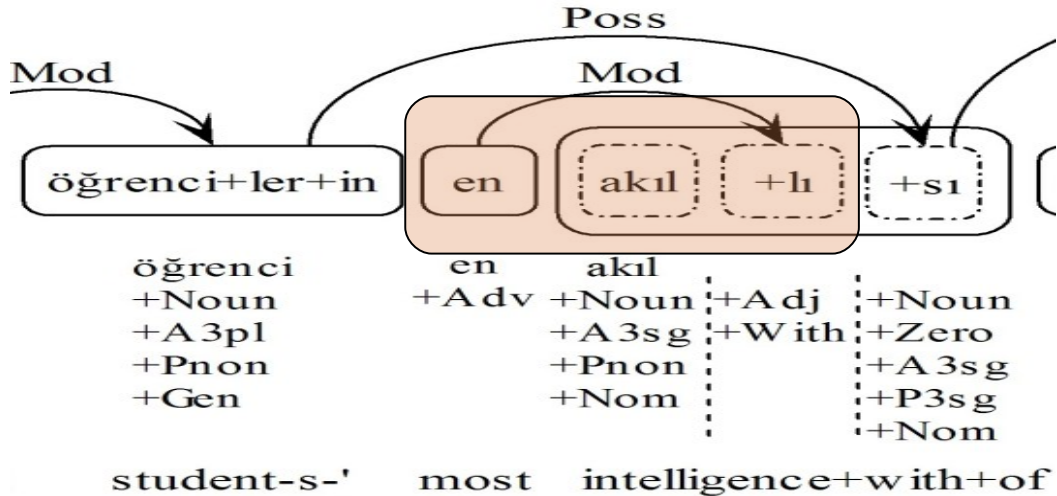 Poss
Mod Mod
öğrenci+ler+in en akıl +lı +sı
öğrenci en akıl
+Noun +Adv +Noun +Adj +Noun
+A3pl +A3sg +With +Zero
+Pnon +Pnon +A3sg
+Gen +Nom +P3sg
+Nom
student-s-' most intelligence+with+of